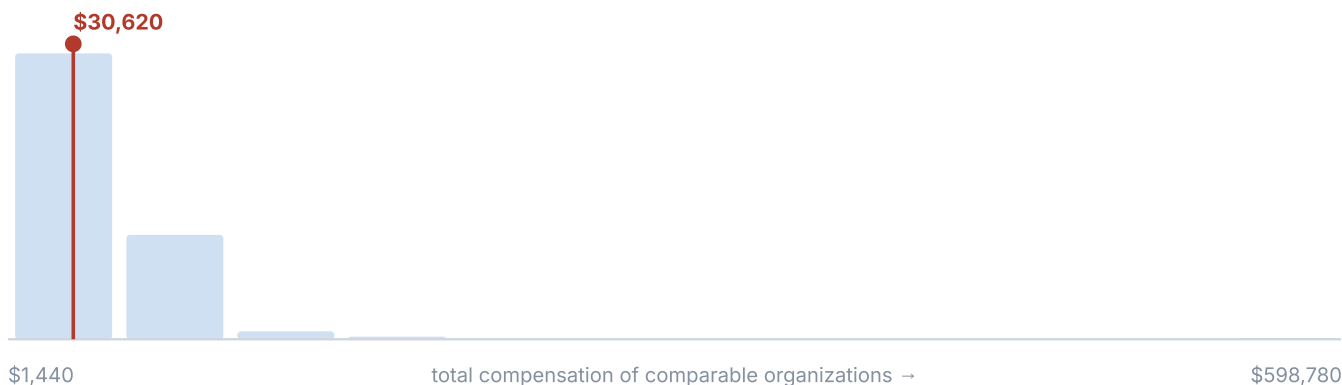 $30,620
$1,440 total compensation of comparable organizations → $598,780